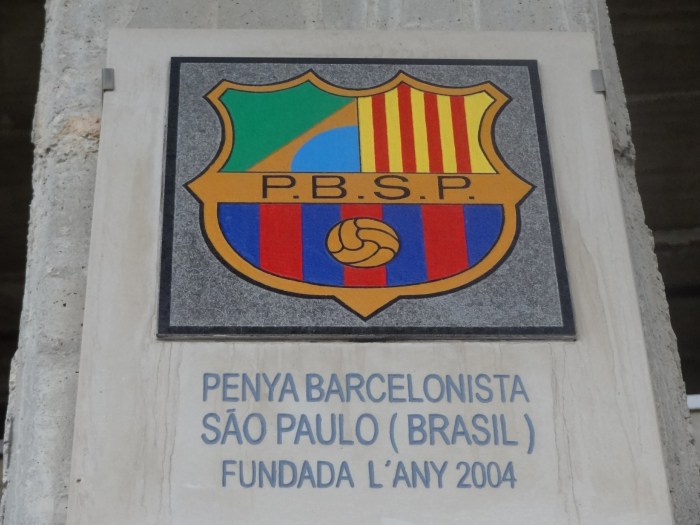 P.B.S.P.
PENYA BARCELONISTA
SÃO PAULO ( BRASIL )
FUNDADA L'ANY 2004